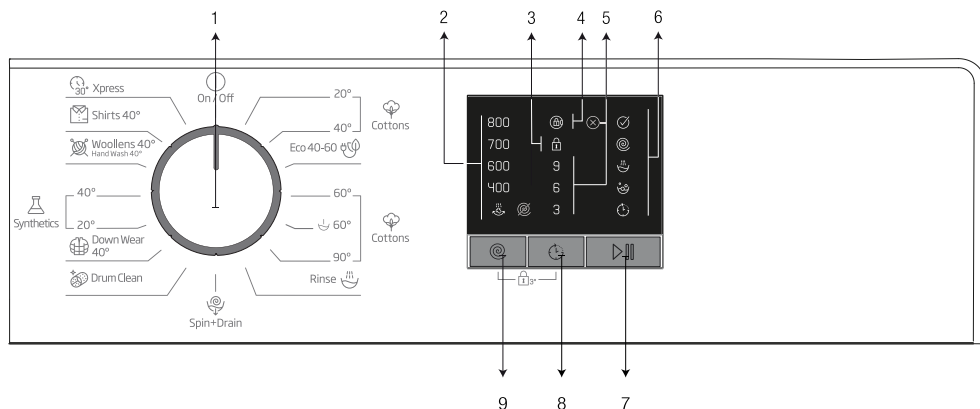 1 2 3 4 5 6
30' Xpress
On / Off
20°
Shirts 40°
40°
Cottons
Woollens 40°
Hand Wash 40°
Eco 40-60
40°
60°
Synthetics
20°
60°
Cottons
Down Wear
40°
90°
Drum Clean
Rinse
Spin+Drain
800
700
600 9
400 6
3
3"
9 8 7